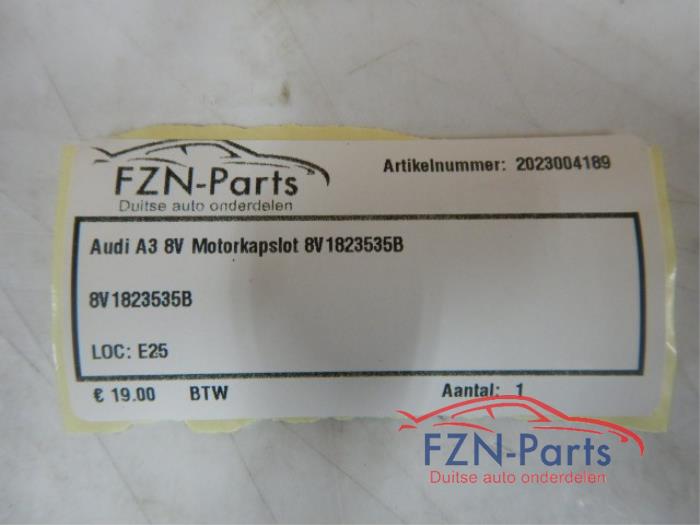 FZN-Parts
Duitse auto onderdelen
Artikelnummer: 2023004189
Audi A3 8V Motorkapslot 8V1823535B
8V1823535B
LOC: E25
€ 19.00 BTW Aantal: 1
FZN-Parts
Duitse auto onderdelen